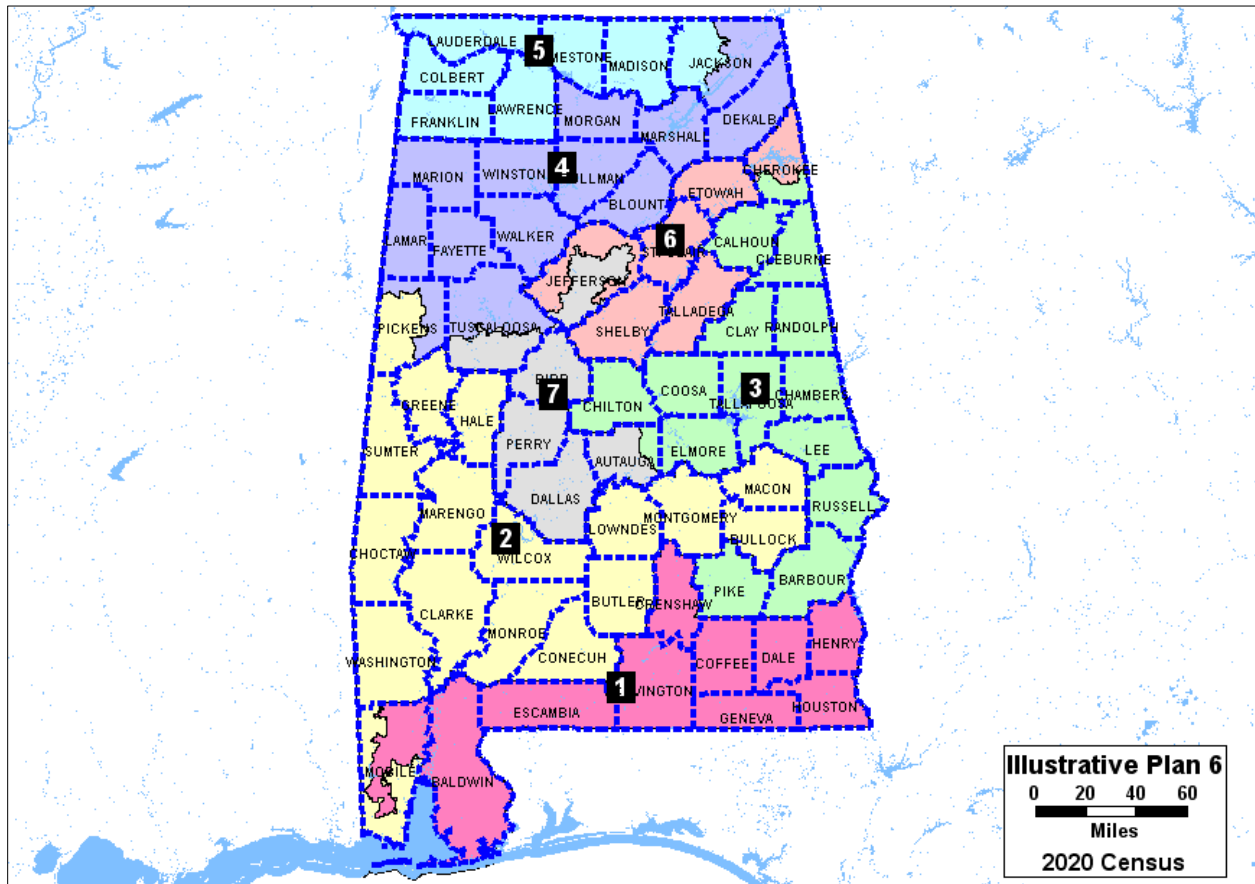 AUDERDALE
5
MESTONE
MADISON
JACKSON
COLBERT
AWRENCE
FRANKLIN
MORGAN
MARSHALL
DEKALB
MARION
WINSTON
4
CHEROKEE
BLOUNT
ETOWAH
LAMAR
FAYETTE
WALKER
6
CALHOUN
CLEBURNE
JEFFERSON
TALLADEGA
PICKENS
TUSCALOOSA
SHELBY
CLAY
RANDOLPH
BIBB
7
COOSA
3
CHAMBERS
TALLAPOOSA
GREENE
HALE
CHILTON
SUMTER
PERRY
AUTAUGA
ELMORE
LEE
DALLAS
MACON
MARENGO
LOWNDES
MONTGOMERY
RUSSELL
2
BULLOCK
CHOCTAW
WILCOX
BARBOUR
PIKE
CLARKE
BUTLER
CRENSHAW
MONROE
WASHINGTON
CONECUH
COFFEE
DALE
HENRY
1
VINGTON
ESCAMBIA
GENEVA
HOUSTON
MOBILE
BALDWIN
Illustrative Plan 6
0 20 40 60
Miles
2020 Census